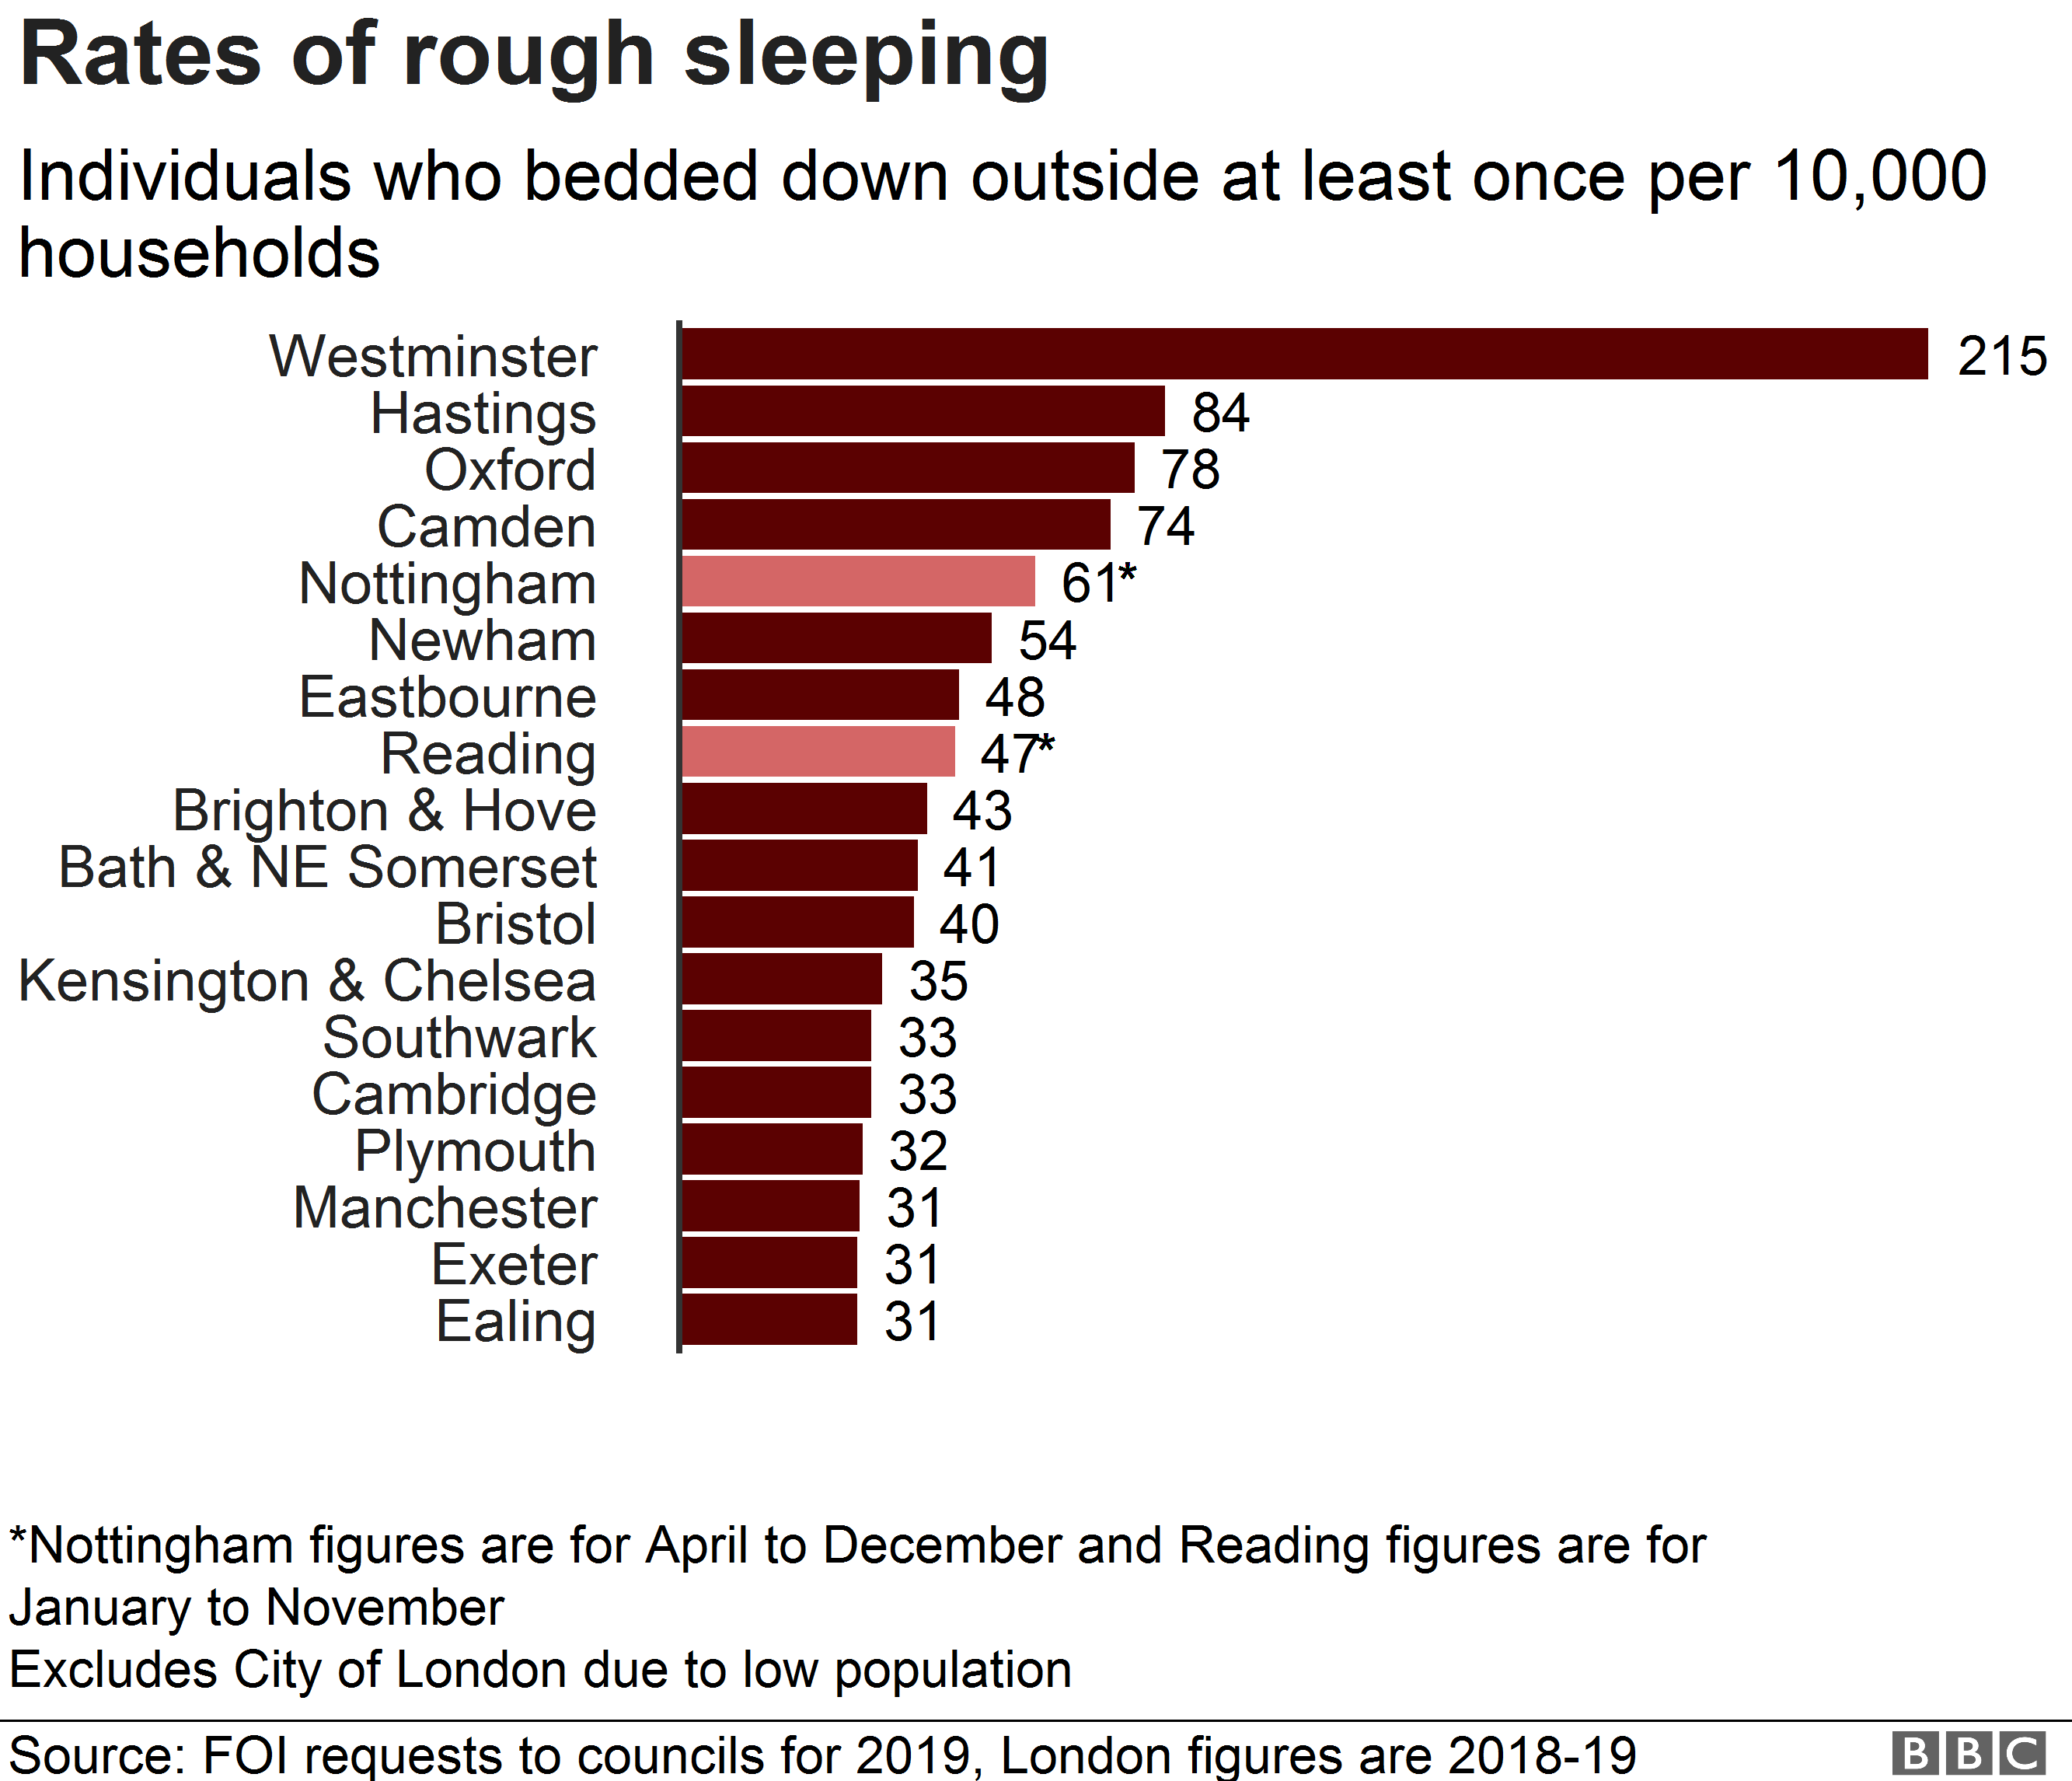 Rates of rough sleeping
Individuals who bedded down outside at least once per 10,000
households
Westminster 215
Hastings 84
Oxford 78
Camden 74
Nottingham 61*
Newham 54
Eastbourne 48
Reading 47*
Brighton & Hove 43
Bath & NE Somerset 41
Bristol 40
Kensington & Chelsea 35
Southwark 33
Cambridge 33
Plymouth 32
Manchester 31
Exeter 31
Ealing 31
*Nottingham figures are for April to December and Reading figures are for
January to November
Excludes City of London due to low population
Source: FOI requests to councils for 2019, London figures are 2018-19 BBC